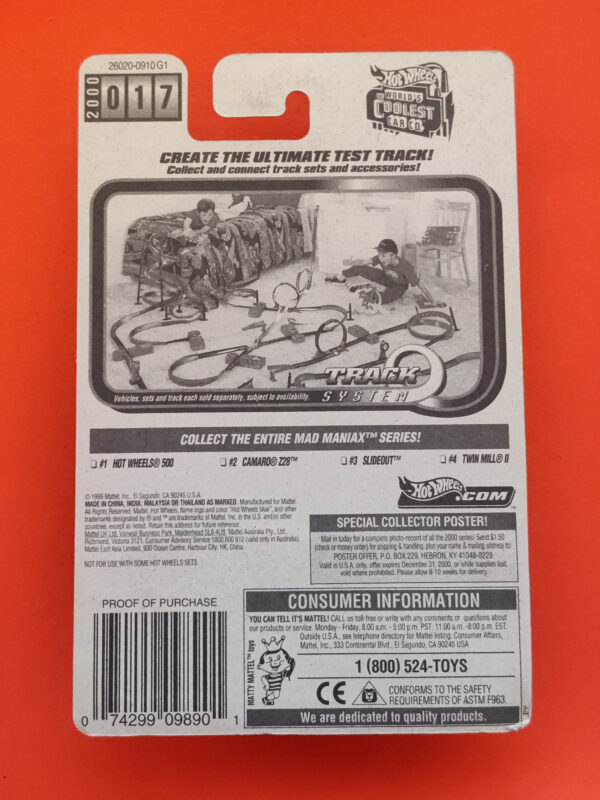 26020-0910 G1
2000
017
Hot Wheels
THE WORLD'S
COOLEST
CAR CO.
CREATE THE ULTIMATE TEST TRACK!
Collect and connect track sets and accessories!
TRACK
SYSTEM
Vehicles, sets and track each sold separately, subject to availability.
COLLECT THE ENTIRE MAD MANIAX™ SERIES!
#1 HOT WHEELS® 500
#2 CAMARO® Z28™
#3 SLIDEOUT™
#4 TWIN MILL® II
Hot Wheels.COM™
© 1999 Mattel, Inc., El Segundo, CA 90245 U.S.A.
MADE IN CHINA, INDIA, MALAYSIA OR THAILAND AS MARKED. Manufactured for Mattel.
All Rights Reserved. Mattel, Hot Wheels, flame logo and color "Hot Wheels blue", and other
trademarks designated by ® and ™ are trademarks of Mattel, Inc. in the U.S. and/or other
countries, except as noted. Retain this address for future reference:
Mattel UK Ltd., Vanwall Business Park, Maidenhead SL6 4UB. Mattel Australia Pty., Ltd.,
Richmond, Victoria 3121. Consumer Advisory Service 1800 800 812 (valid only in Australia).
Mattel East Asia Limited, 930 Ocean Centre, Harbour City, HK, China.
NOT FOR USE WITH SOME HOT WHEELS SETS.
SPECIAL COLLECTOR POSTER!
Mail in today for a complete photo record of all the 2000 series! Send $1.50
(check or money order) for shipping & handling, plus your name & mailing address to:
POSTER OFFER, P.O. BOX 229, HEBRON, KY 41048-0229.
Valid in U.S.A. only, offer expires December 31, 2000, or while supplies last,
void where prohibited. Please allow 8-10 weeks for delivery.
PROOF OF PURCHASE
0 74299 09890 1
CONSUMER INFORMATION
YOU CAN TELL IT'S MATTEL! CALL us toll-free or write with any comments or questions about
our products or service. Monday - Friday, 8:00 am. - 5:00 pm. PST; 11:00 am. -8:00 pm. EST.
Outside U.S.A., see telephone directory for Mattel listing. Consumer Affairs,
Mattel, Inc., 333 Continental Blvd., El Segundo, CA 90245 USA
MATTY MATTEL™ toys
1 (800) 524-TOYS
CE
CONFORMS TO THE SAFETY
REQUIREMENTS OF ASTM F963.
We are dedicated to quality products.